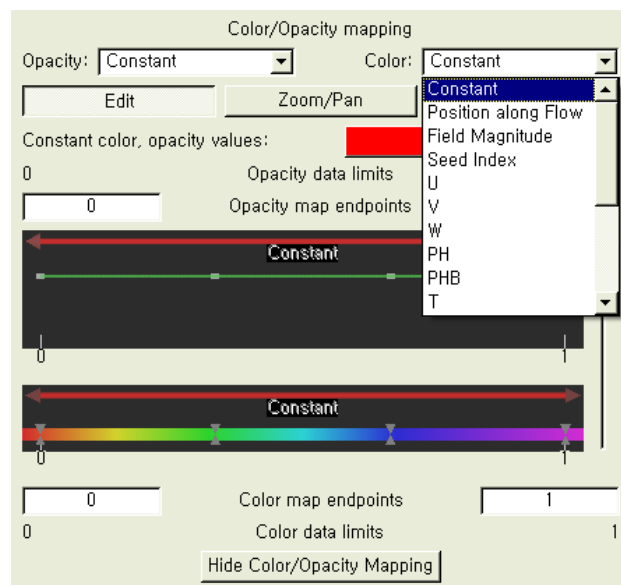 Color/Opacity mapping
Opacity: Constant Color: Constant
Edit Zoom/Pan
Constant
Position along Flow
Field Magnitude
Seed Index
U
V
W
PH
PHB
T
Constant color, opacity values:
0 Opacity data limits
0 Opacity map endpoints
Constant
0 1
Constant
0 1
0 Color map endpoints 1
0 Color data limits 1
Hide Color/Opacity Mapping